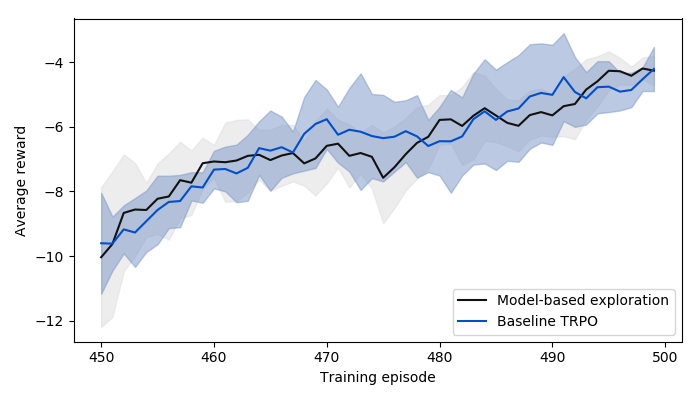 Average reward
−4
−6
−8
−10
−12
450
460
470
480
490
500
Training episode
Model-based exploration
Baseline TRPO